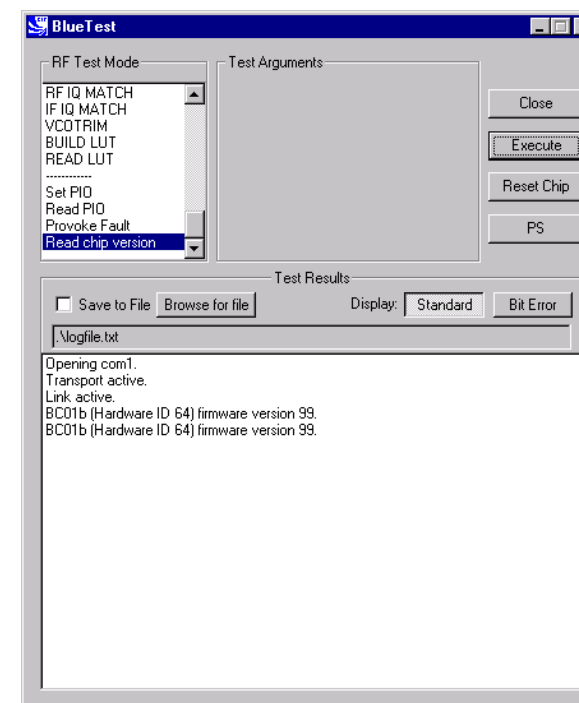 BlueTest
RF Test Mode
RF IQ MATCH
IF IQ MATCH
VCOTRIM
BUILD LUT
READ LUT
------------
Set PIO
Read PIO
Provoke Fault
Read chip version
Test Arguments
Close
Execute
Reset Chip
PS
Test Results
Save to File Browse for file Display: Standard Bit Error
.\logfile.txt
Opening com1.
Transport active.
Link active.
BC01b (Hardware ID 64) firmware version 99.
BC01b (Hardware ID 64) firmware version 99.